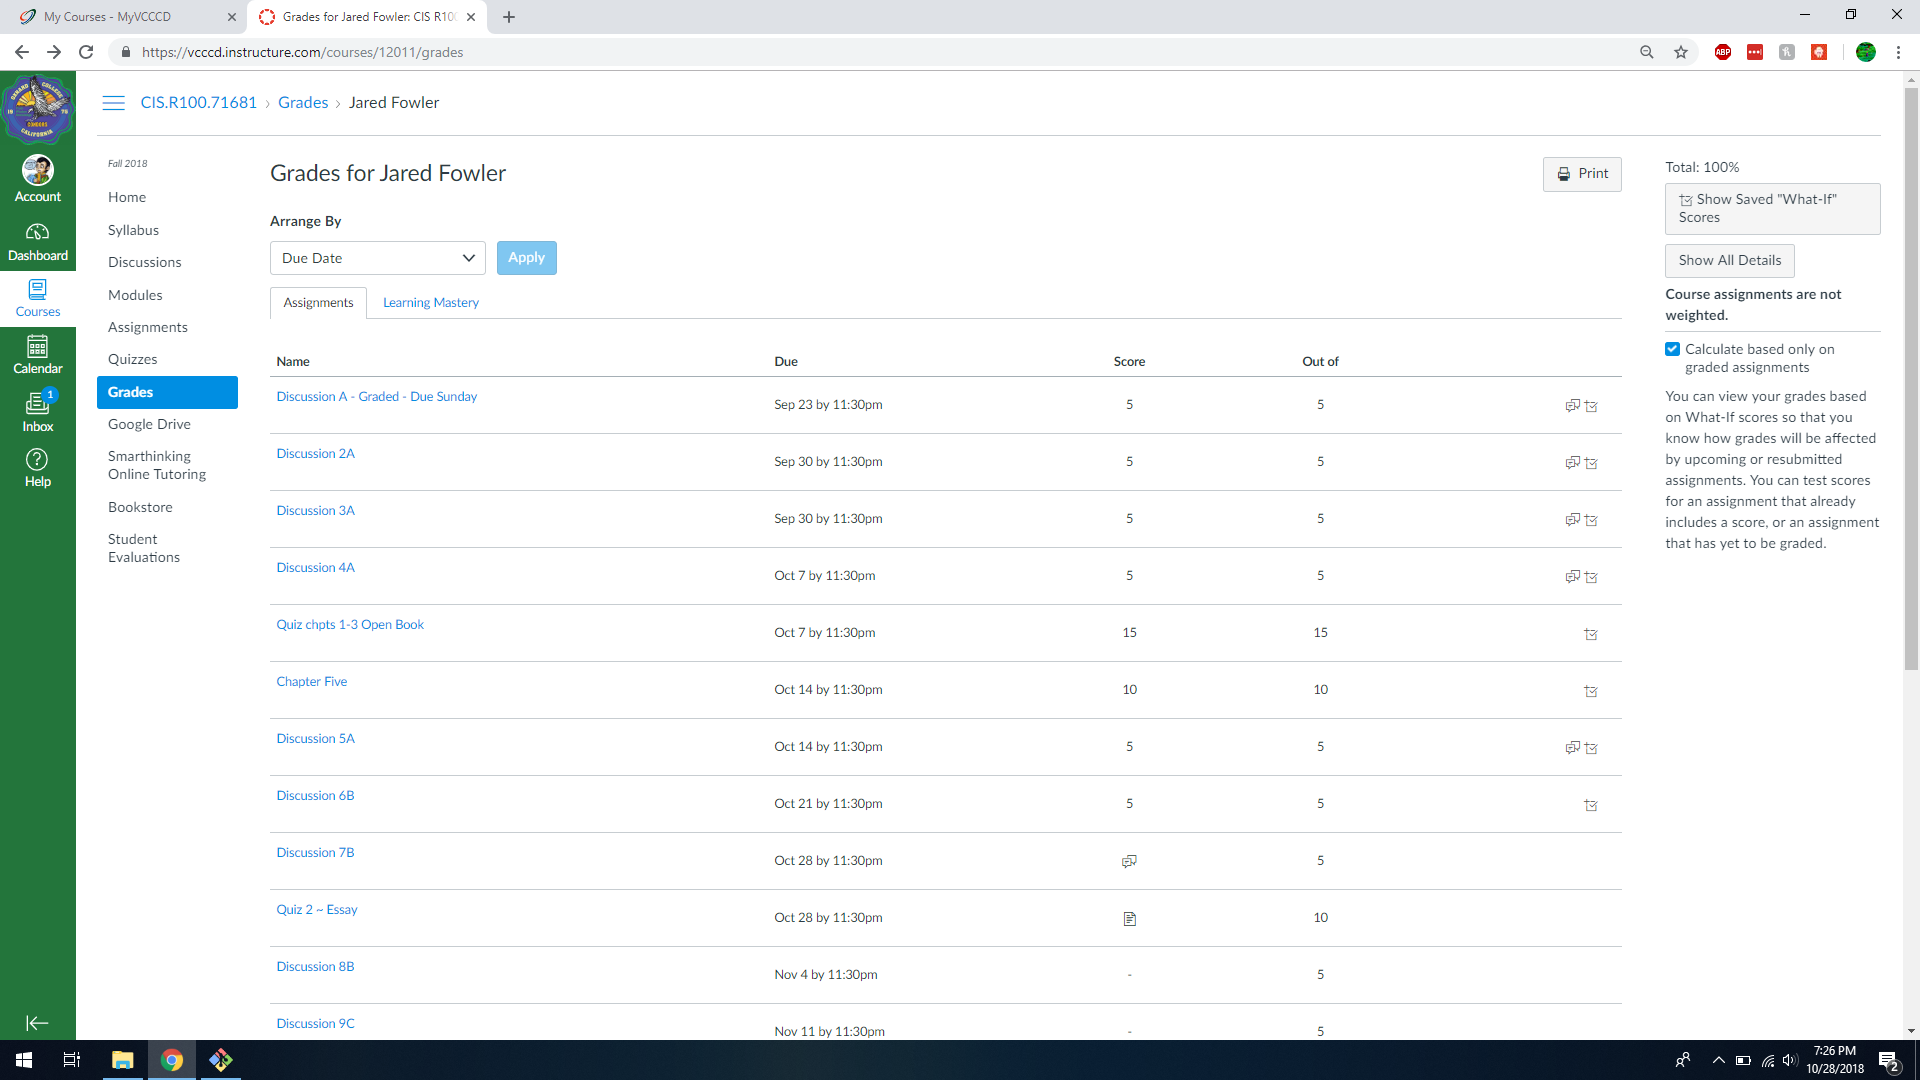 My Courses - MyVCCCD
Grades for Jared Fowler: CIS R100
https://vcccd.instructure.com/courses/12011/grades
ABP
OXNARD COLLEGE
19 75
CONDORS
CALIFORNIA
Account
Dashboard
Courses
Calendar
1
Inbox
Help
CIS.R100.71681 › Grades › Jared Fowler
Fall 2018
Home
Syllabus
Discussions
Modules
Assignments
Quizzes
Grades
Google Drive
Smarthinking
Online Tutoring
Bookstore
Student
Evaluations
Grades for Jared Fowler
Print
Arrange By
Due Date
Apply
Assignments
Learning Mastery
Name Due Score Out of
Discussion A - Graded - Due Sunday Sep 23 by 11:30pm 5 5
Discussion 2A Sep 30 by 11:30pm 5 5
Discussion 3A Sep 30 by 11:30pm 5 5
Discussion 4A Oct 7 by 11:30pm 5 5
Quiz chpts 1-3 Open Book Oct 7 by 11:30pm 15 15
Chapter Five Oct 14 by 11:30pm 10 10
Discussion 5A Oct 14 by 11:30pm 5 5
Discussion 6B Oct 21 by 11:30pm 5 5
Discussion 7B Oct 28 by 11:30pm 5
Quiz 2 ~ Essay Oct 28 by 11:30pm 10
Discussion 8B Nov 4 by 11:30pm - 5
Discussion 9C Nov 11 by 11:30pm - 5
Total: 100%
Show Saved "What-If"
Scores
Show All Details
Course assignments are not
weighted.
Calculate based only on
graded assignments
You can view your grades based
on What-If scores so that you
know how grades will be affected
by upcoming or resubmitted
assignments. You can test scores
for an assignment that already
includes a score, or an assignment
that has yet to be graded.
7:26 PM
10/28/2018
2